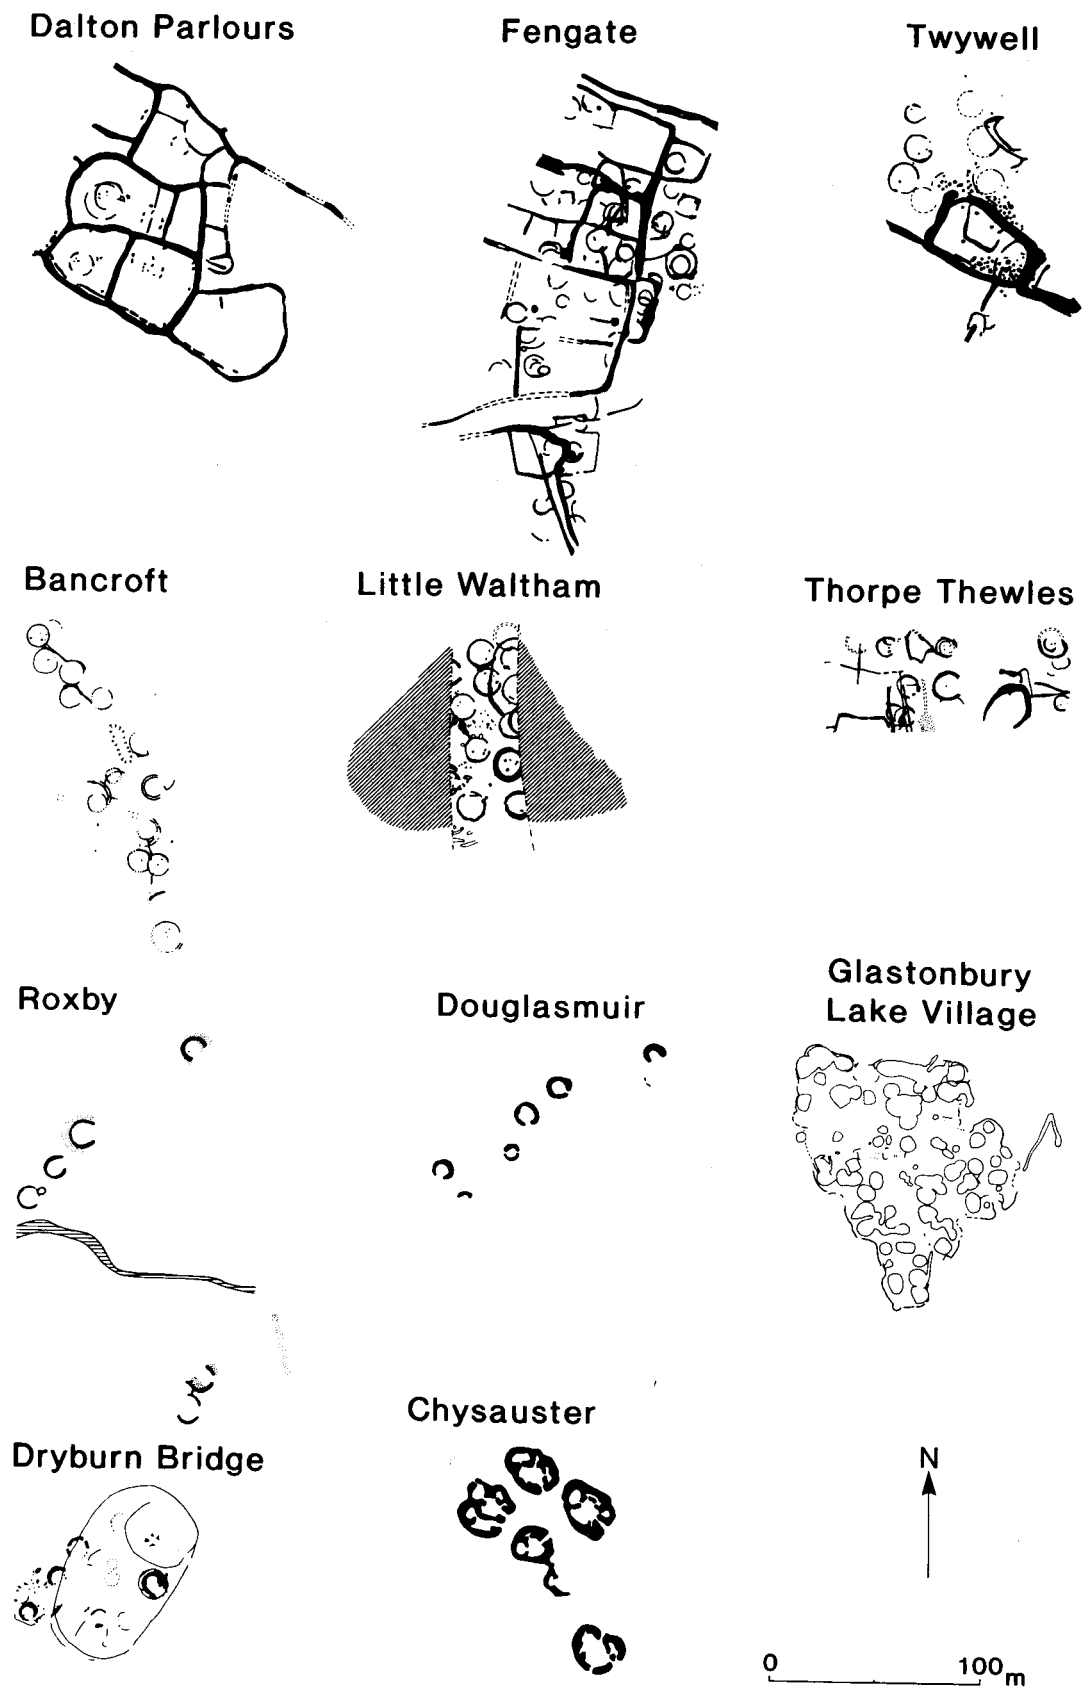 Dalton Parlours
Fengate
Twywell
Bancroft
Little Waltham
Thorpe Thewles
Roxby
Douglasmuir
Glastonbury
Lake Village
Dryburn Bridge
Chysauster
N
0 100m